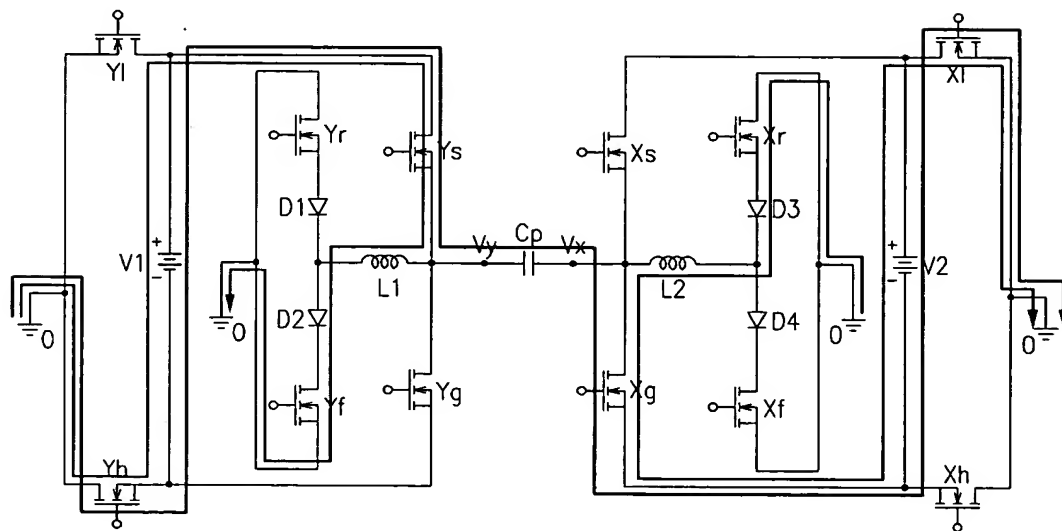 Yl
Xl
Yr
Ys
Xs
Xr
D1
D3
Cp
Vy
Vx
+
V1
-
+
V2
-
L1
L2
D2
D4
0
0
0
0
Yf
Yg
Xg
Xf
Yh
Xh